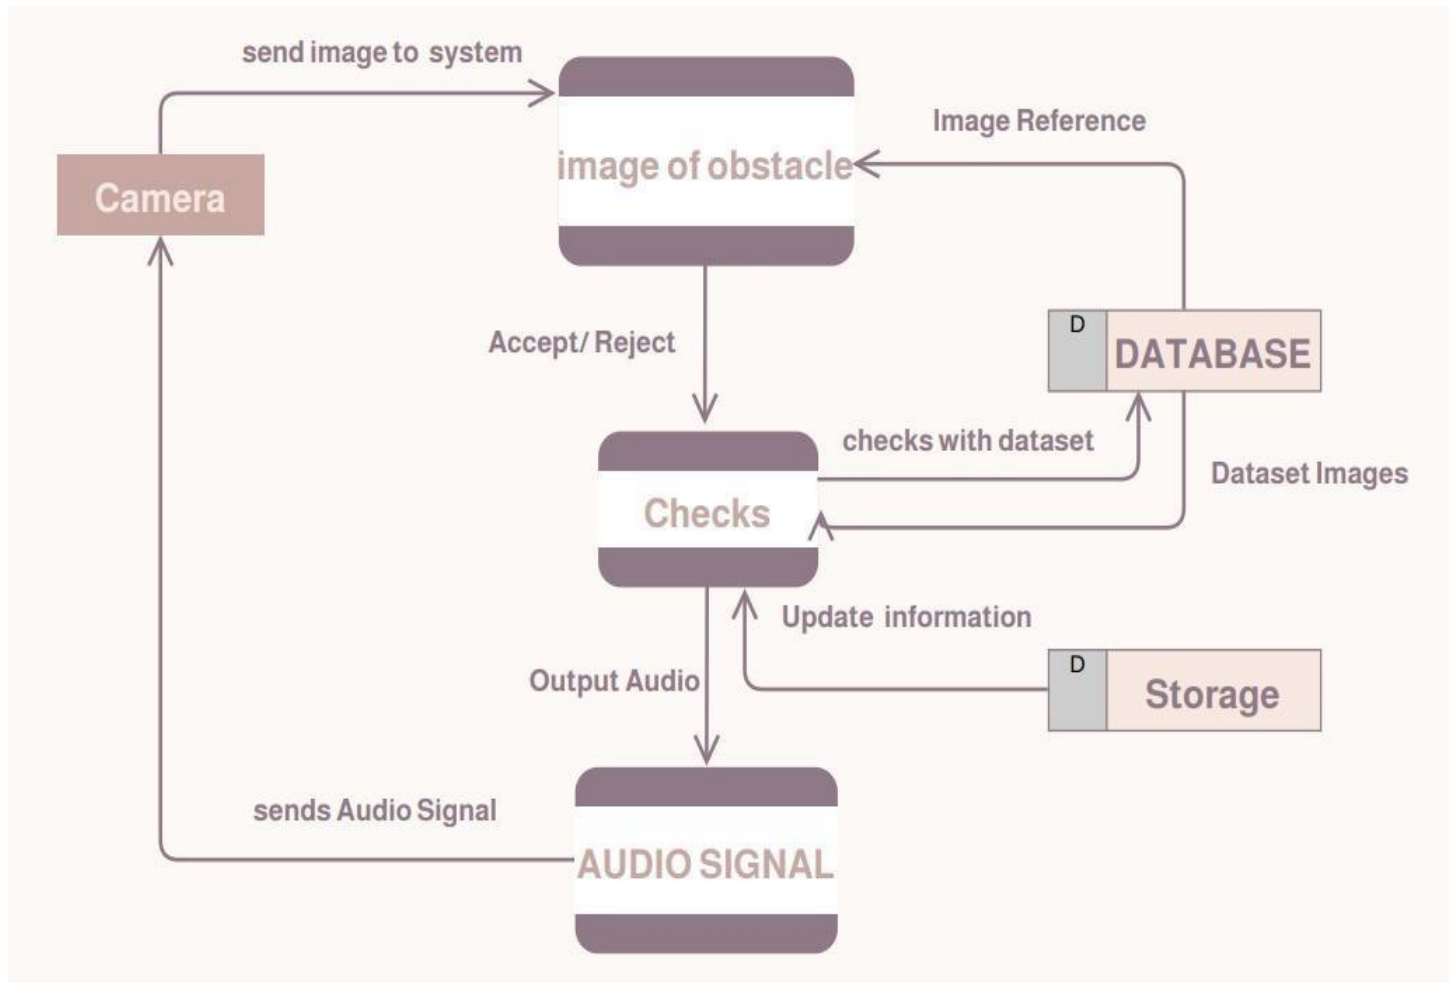 send image to system
Image Reference
image of obstacle
Camera
D
DATABASE
Accept/ Reject
checks with dataset
Dataset Images
Checks
Update information
D
Storage
Output Audio
sends Audio Signal
AUDIO SIGNAL